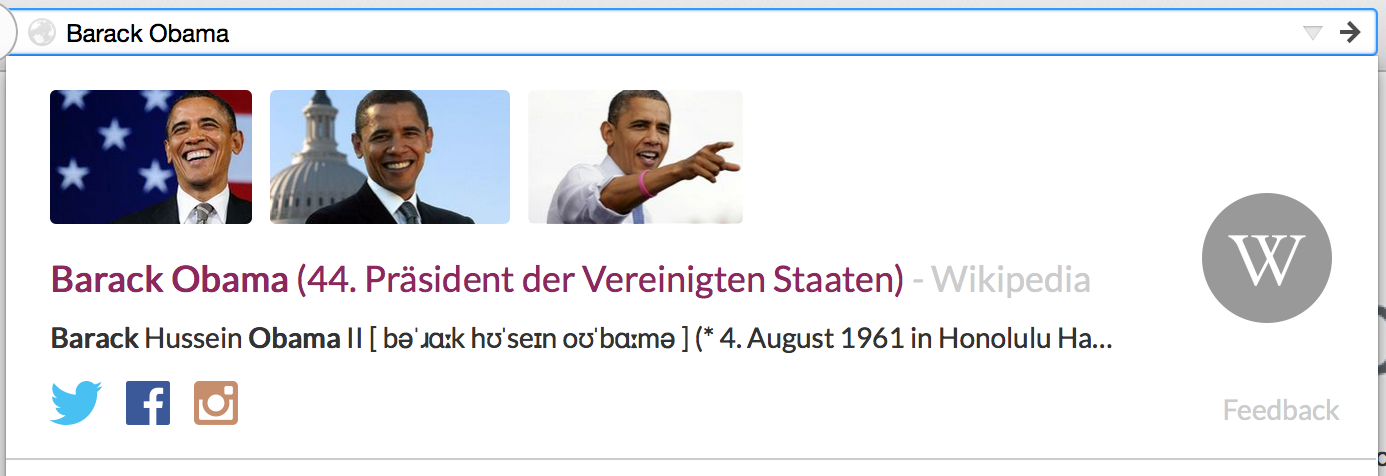 Barack Obama
Barack Obama (44. Präsident der Vereinigten Staaten) - Wikipedia
Barack Hussein Obama II [ bəˈɹɑːk hʊˈseɪn oʊˈbɑːmə ] (* 4. August 1961 in Honolulu Ha...
W
Feedback